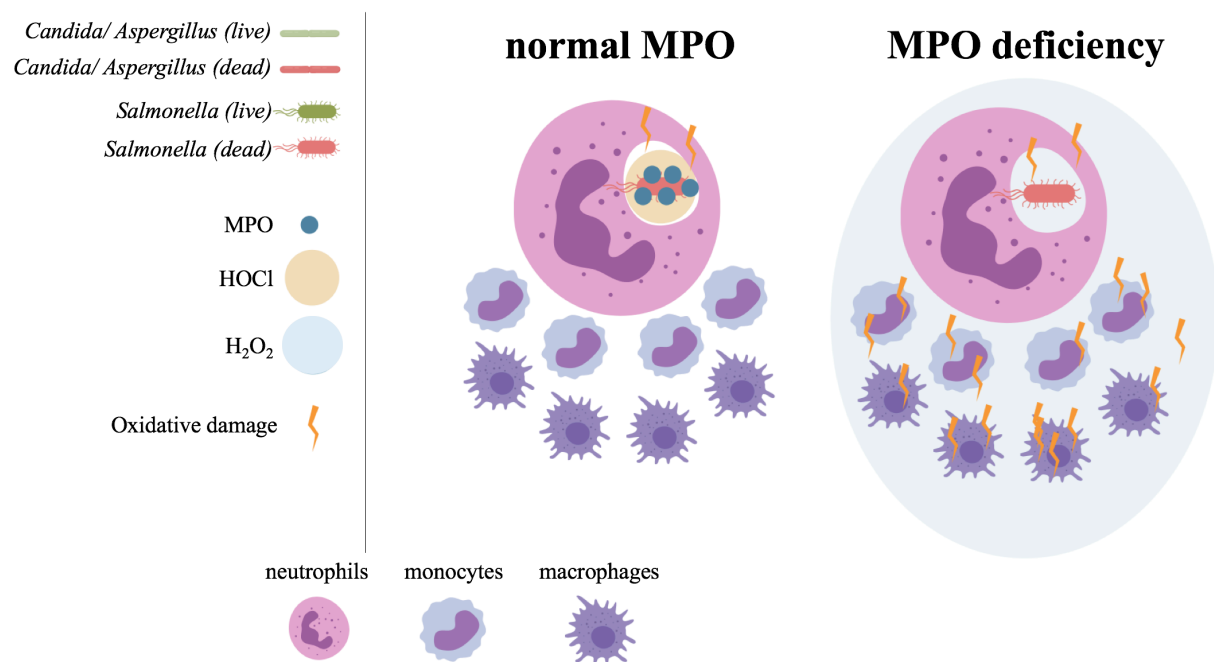 Candida/ Aspergillus (live)
Candida/ Aspergillus (dead)
Salmonella (live)
Salmonella (dead)
MPO
HOCl
H₂O₂
Oxidative damage
normal MPO
MPO deficiency
neutrophils
monocytes
macrophages